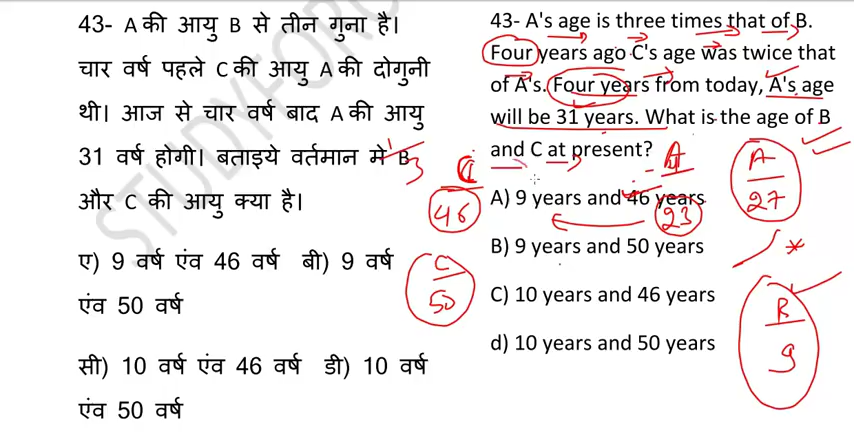 43- A की आयु B से तीन गुना है।
चार वर्ष पहले C की आयु A की दोगुनी
थी। आज से चार वर्ष बाद A की आयु
31 वर्ष होगी। बताइये वर्तमान मे B
और C की आयु क्या है।
ए) 9 वर्ष एंव 46 वर्ष बी) 9 वर्ष
एंव 50 वर्ष
सी) 10 वर्ष एंव 46 वर्ष डी) 10 वर्ष
एंव 50 वर्ष
43- A's age is three times that of B.
Four years ago C's age was twice that
of A's. Four years from today, A's age
will be 31 years. What is the age of B
and C at present?
A) 9 years and 46 years
B) 9 years and 50 years
C) 10 years and 46 years
d) 10 years and 50 years
46
C
50
A
23
A
27
B
9